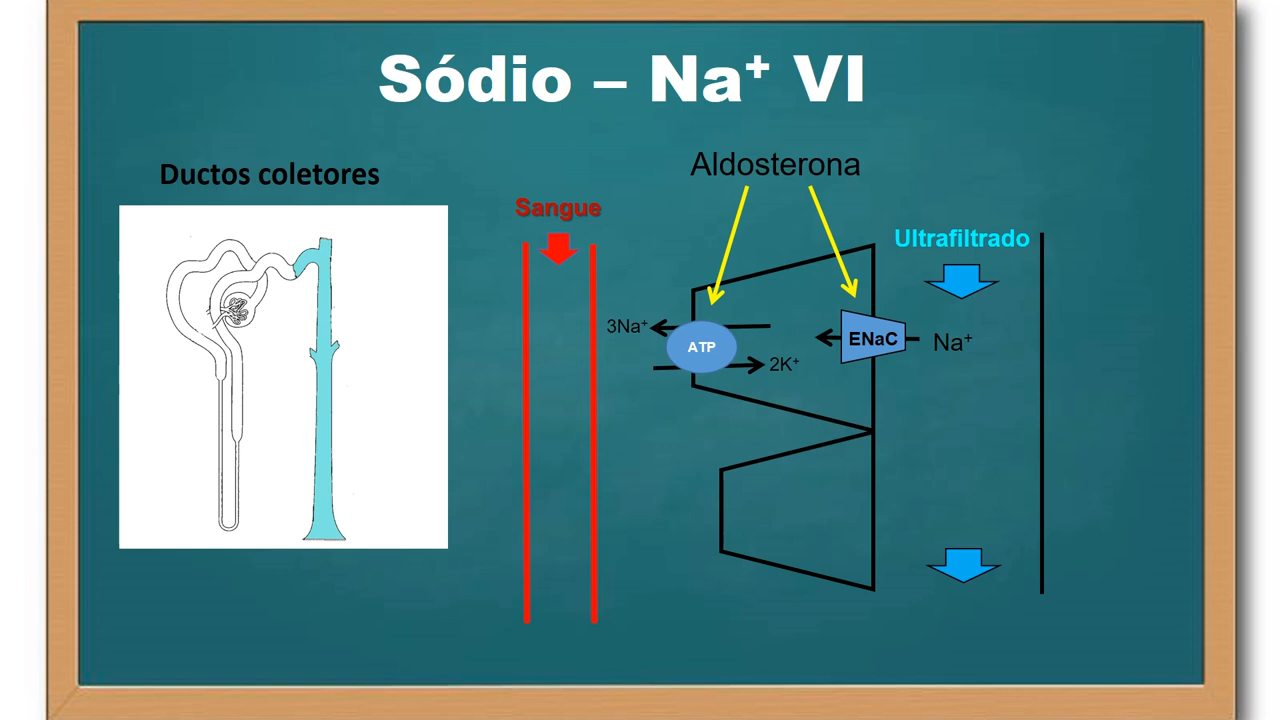 Sódio – Na⁺ VI
Aldosterona
Ductos coletores
Sangue
Ultrafiltrado
3Na⁺
ATP
ENaC
Na⁺
2K⁺